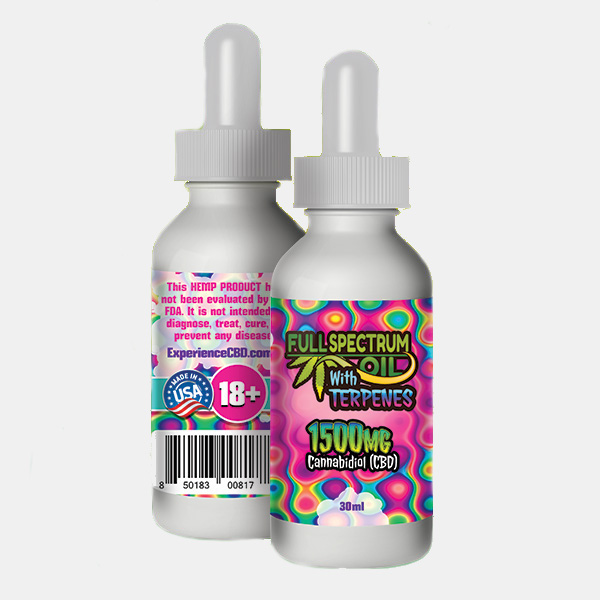 This HEMP PRODUCT
not been evaluated by
FDA. It is not intended
diagnose, treat, cure,
prevent any disease
ExperienceCBD.com
MADE IN
USA
18+
8 50183 00817
FULL SPECTRUM
OIL
With
TERPENES
1500MG
Cannabidiol (CBD)
30ml